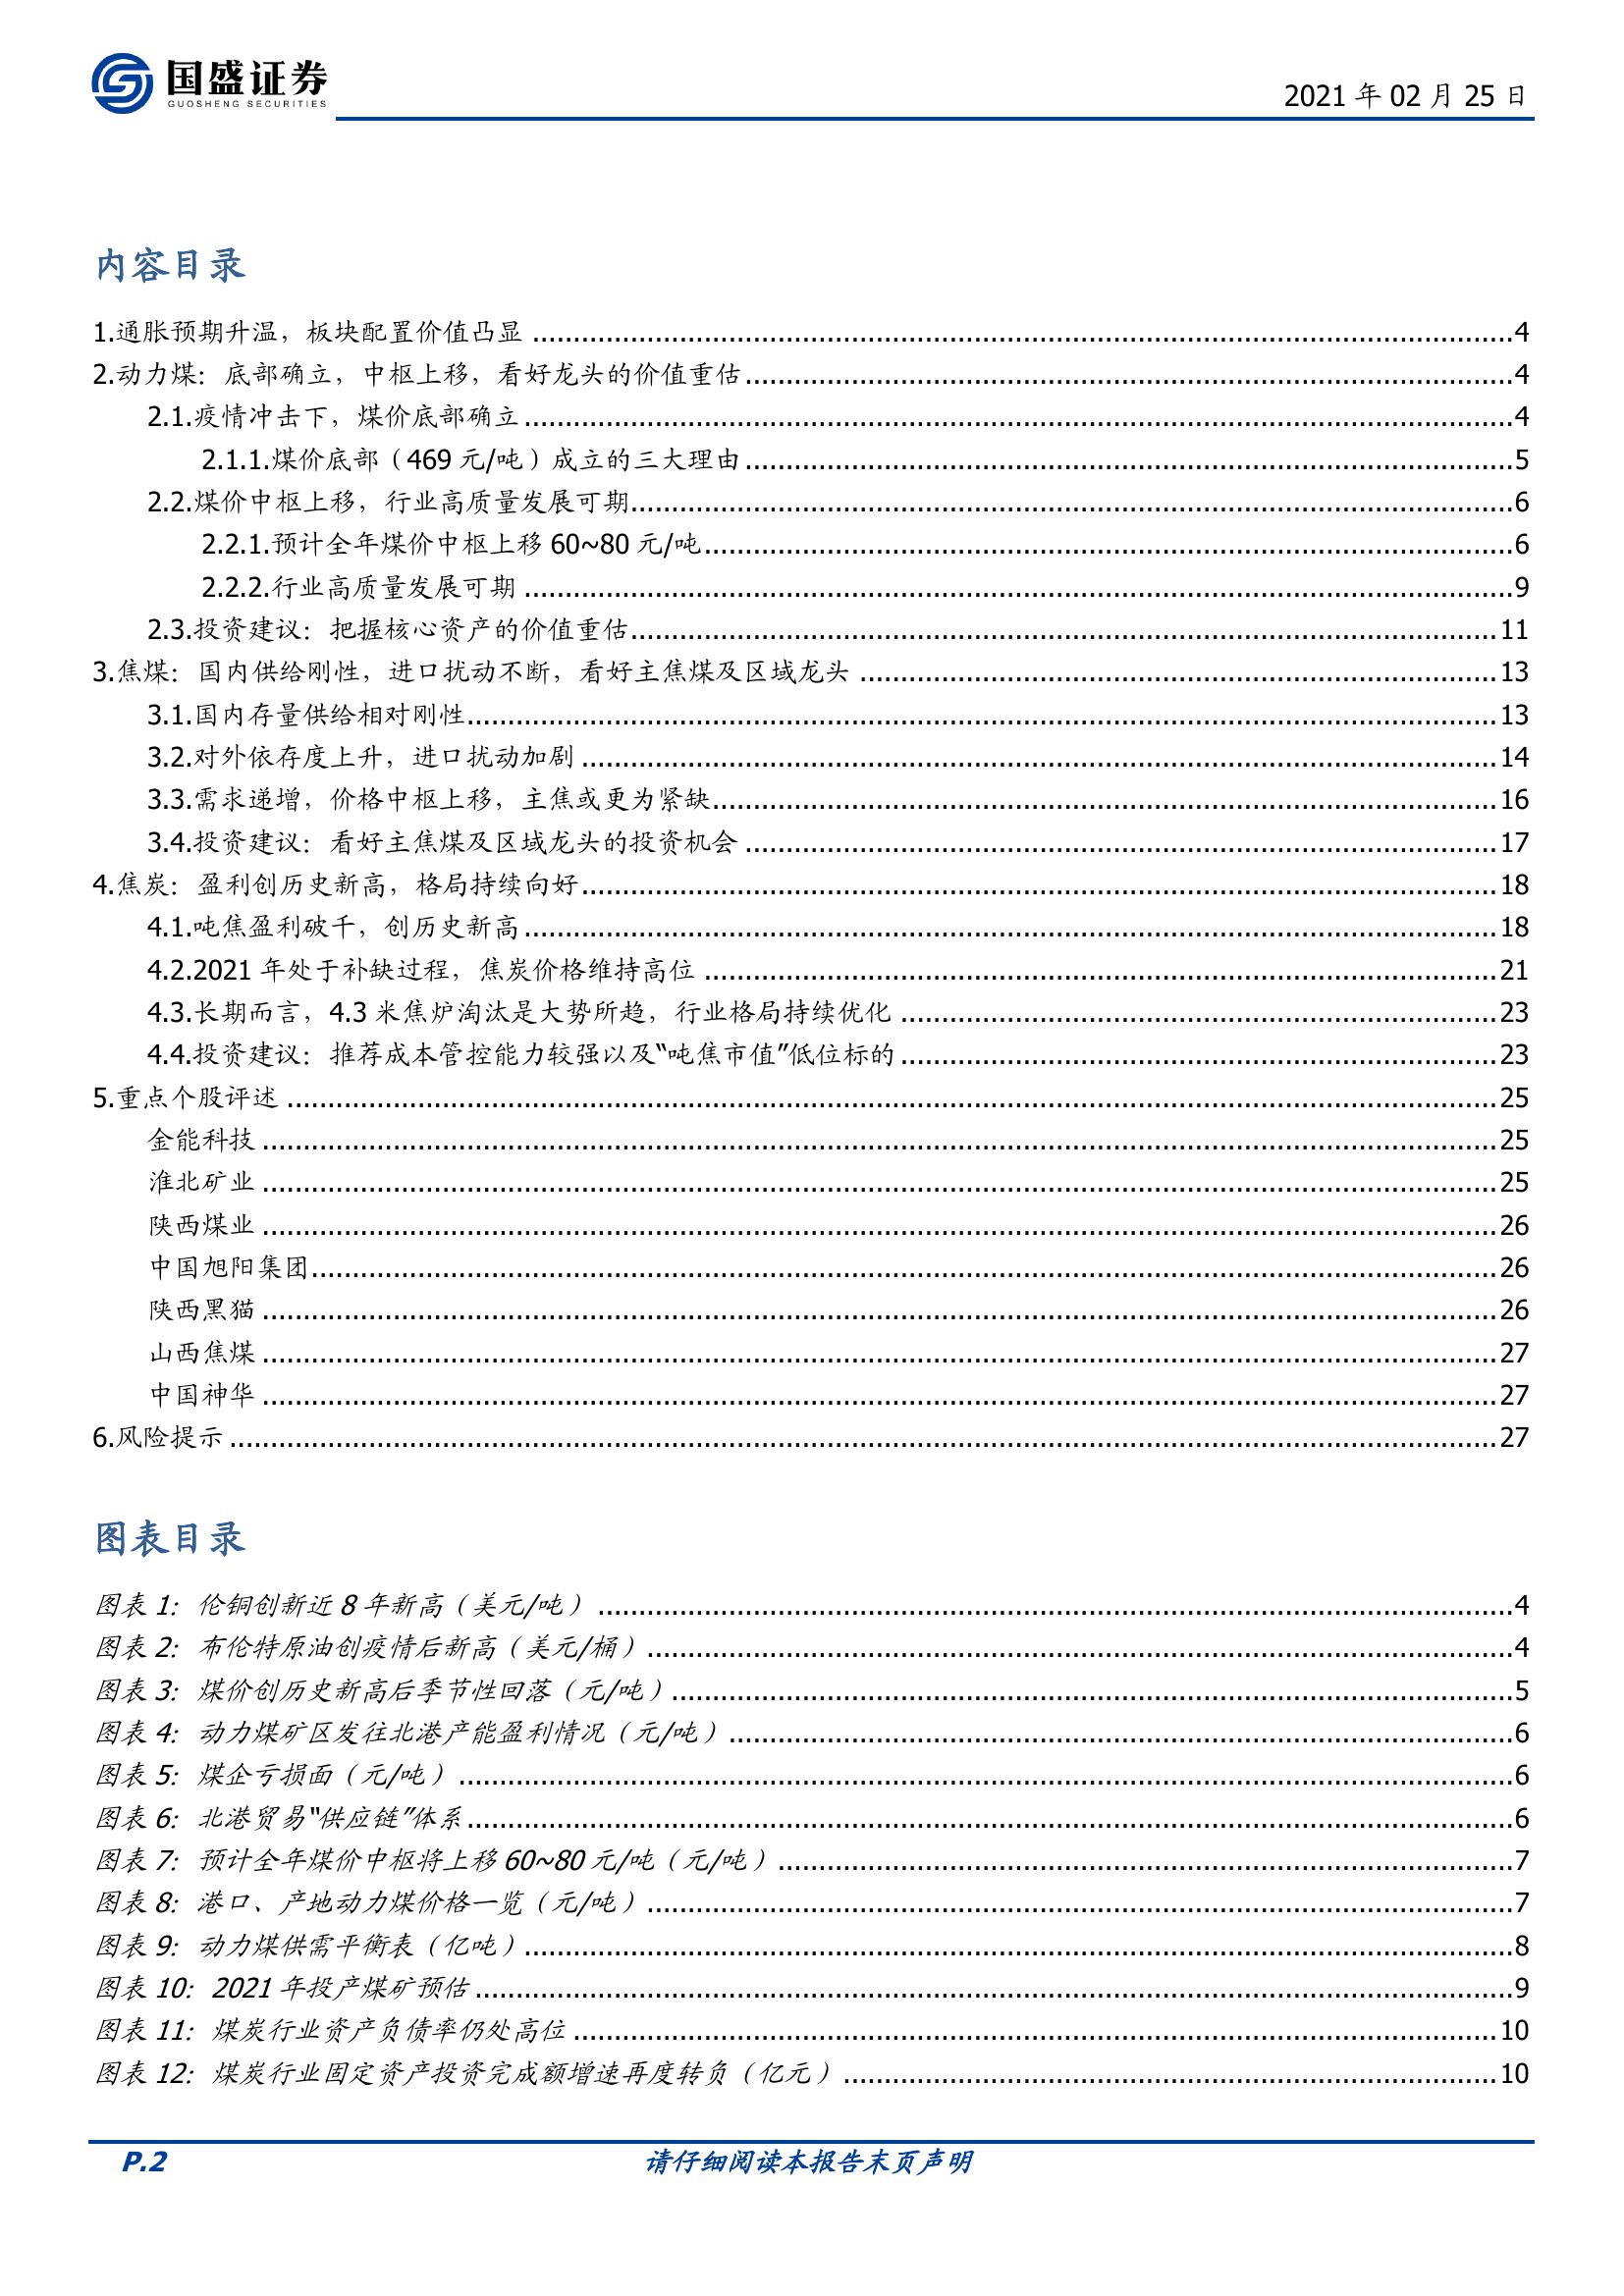 国盛证券
GUOSHENG SECURITIES
2021 年 02 月 25 日
内容目录
1.通胀预期升温，板块配置价值凸显 ........ 4
2.动力煤：底部确立，中枢上移，看好龙头的价值重估 ........ 4
2.1.疫情冲击下，煤价底部确立 ........ 4
2.1.1.煤价底部（469 元/吨）成立的三大理由 ........ 5
2.2.煤价中枢上移，行业高质量发展可期 ........ 6
2.2.1.预计全年煤价中枢上移 60~80 元/吨 ........ 6
2.2.2.行业高质量发展可期 ........ 9
2.3.投资建议：把握核心资产的价值重估 ........ 11
3.焦煤：国内供给刚性，进口扰动不断，看好主焦煤及区域龙头 ........ 13
3.1.国内存量供给相对刚性 ........ 13
3.2.对外依存度上升，进口扰动加剧 ........ 14
3.3.需求递增，价格中枢上移，主焦或更为紧缺 ........ 16
3.4.投资建议：看好主焦煤及区域龙头的投资机会 ........ 17
4.焦炭：盈利创历史新高，格局持续向好 ........ 18
4.1.吨焦盈利破千，创历史新高 ........ 18
4.2.2021 年处于补缺过程，焦炭价格维持高位 ........ 21
4.3.长期而言，4.3 米焦炉淘汰是大势所趋，行业格局持续优化 ........ 23
4.4.投资建议：推荐成本管控能力较强以及“吨焦市值”低位标的 ........ 23
5.重点个股评述 ........ 25
金能科技 ........ 25
淮北矿业 ........ 25
陕西煤业 ........ 26
中国旭阳集团 ........ 26
陕西黑猫 ........ 26
山西焦煤 ........ 27
中国神华 ........ 27
6.风险提示 ........ 27
图表目录
图表 1：伦铜创新近 8 年新高（美元/吨） ........ 4
图表 2：布伦特原油创疫情后新高（美元/桶） ........ 4
图表 3：煤价创历史新高后季节性回落（元/吨） ........ 5
图表 4：动力煤矿区发往北港产能盈利情况（元/吨） ........ 6
图表 5：煤企亏损面（元/吨） ........ 6
图表 6：北港贸易“供应链”体系 ........ 6
图表 7：预计全年煤价中枢将上移 60~80 元/吨（元/吨） ........ 7
图表 8：港口、产地动力煤价格一览（元/吨） ........ 7
图表 9：动力煤供需平衡表（亿吨） ........ 8
图表 10：2021 年投产煤矿预估 ........ 9
图表 11：煤炭行业资产负债率仍处高位 ........ 10
图表 12：煤炭行业固定资产投资完成额增速再度转负（亿元） ........ 10
P.2
请仔细阅读本报告末页声明